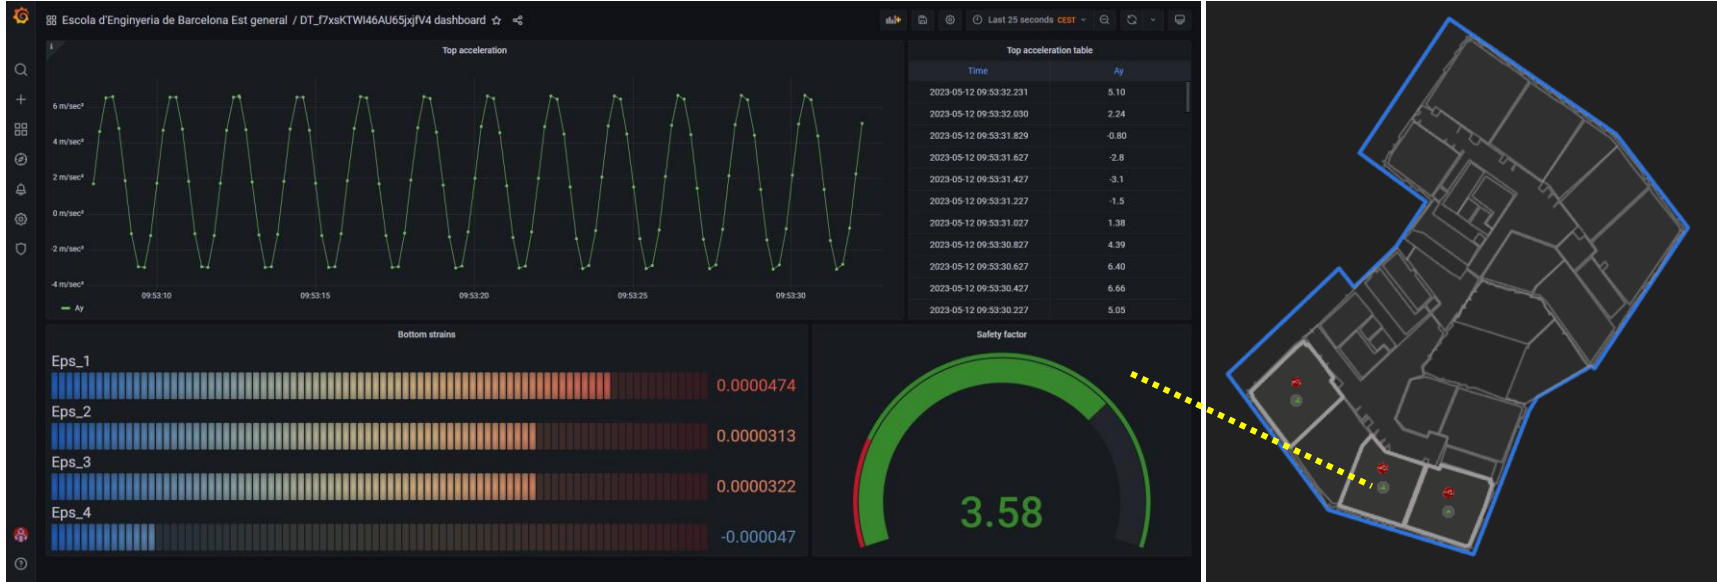 Escola d'Enginyeria de Barcelona Est general / DT_f7xsKTWI46AU65jxjfV4 dashboard
Last 25 seconds CEST
Top acceleration
6 m/sec²
4 m/sec²
2 m/sec²
0 m/sec²
-2 m/sec²
-4 m/sec²
09:53:10 09:53:15 09:53:20 09:53:25 09:53:30
Ay
Top acceleration table
Time Ay
2023-05-12 09:53:32.231 5.10
2023-05-12 09:53:32.030 2.24
2023-05-12 09:53:31.829 -0.80
2023-05-12 09:53:31.627 -2.8
2023-05-12 09:53:31.427 -3.1
2023-05-12 09:53:31.227 -1.5
2023-05-12 09:53:31.027 1.38
2023-05-12 09:53:30.827 4.39
2023-05-12 09:53:30.627 6.40
2023-05-12 09:53:30.427 6.66
2023-05-12 09:53:30.227 5.05
Bottom strains
Eps_1
0.0000474
Eps_2
0.0000313
Eps_3
0.0000322
Eps_4
-0.000047
Safety factor
3.58